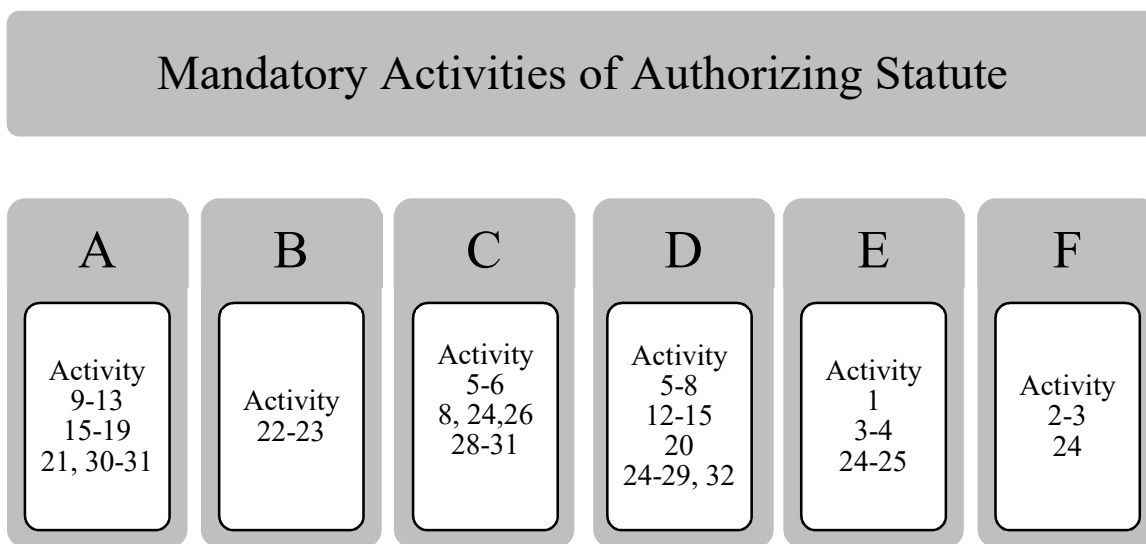 Mandatory Activities of Authorizing Statute
A
Activity
9-13
15-19
21, 30-31
B
Activity
22-23
C
Activity
5-6
8, 24,26
28-31
D
Activity
5-8
12-15
20
24-29, 32
E
Activity
1
3-4
24-25
F
Activity
2-3
24